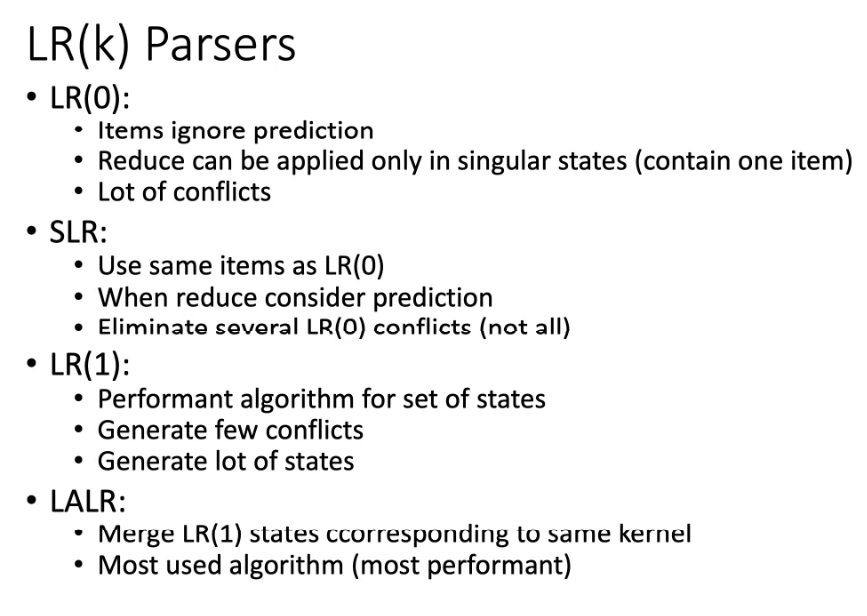 LR(k) Parsers
• LR(0):
• Items ignore prediction
• Reduce can be applied only in singular states (contain one item)
• Lot of conflicts
• SLR:
• Use same items as LR(0)
• When reduce consider prediction
• Eliminate several LR(0) conflicts (not all)
• LR(1):
• Performant algorithm for set of states
• Generate few conflicts
• Generate lot of states
• LALR:
• Merge LR(1) states ccorresponding to same kernel
• Most used algorithm (most performant)